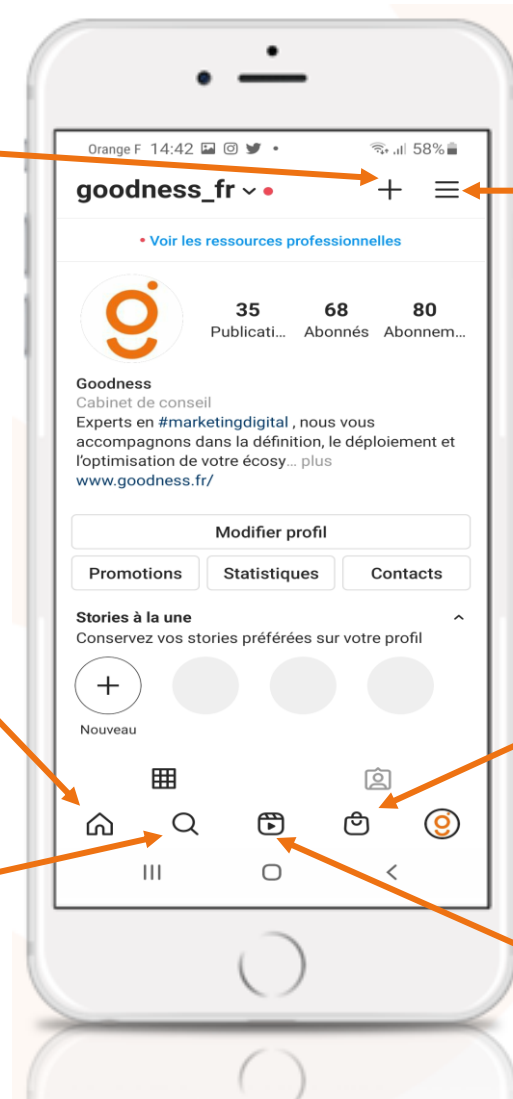 Orange F 14:42 58%
goodness_fr
• Voir les ressources professionnelles
35 68 80
Publicati... Abonnés Abonnem...
Goodness
Cabinet de conseil
Experts en #marketingdigital , nous vous
accompagnons dans la définition, le déploiement et
l'optimisation de votre écosy... plus
www.goodness.fr/
Modifier profil
Promotions Statistiques Contacts
Stories à la une
Conservez vos stories préférées sur votre profil
Nouveau